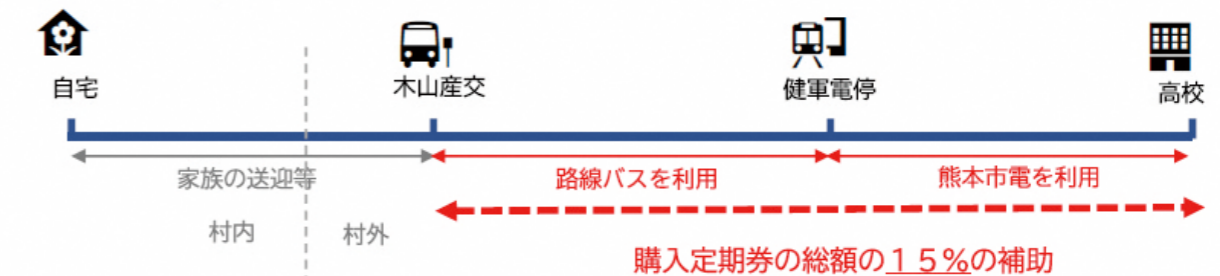 自宅
木山産交
健軍電停
高校
家族の送迎等
路線バスを利用
熊本市電を利用
村内
村外
購入定期券の総額の１５%の補助